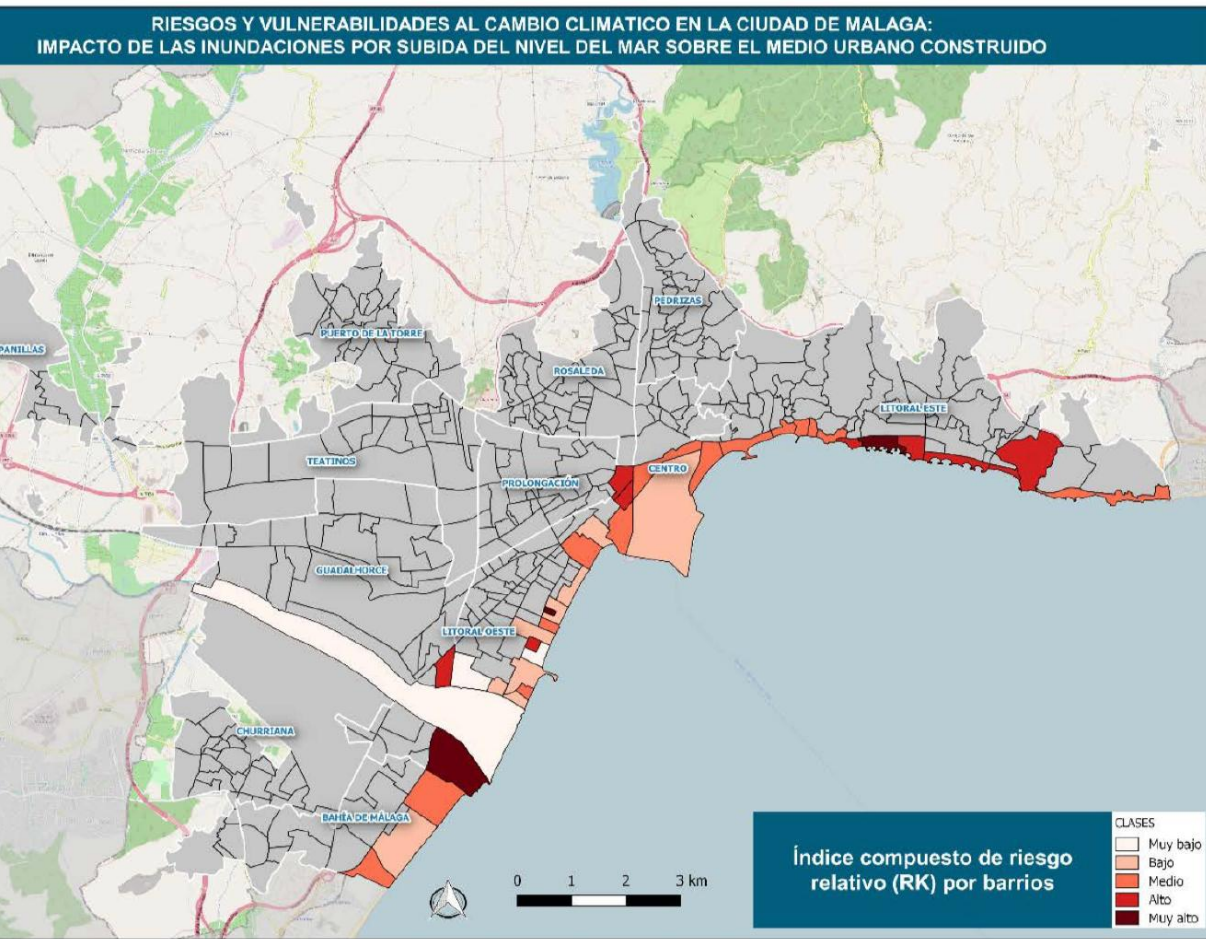 RIESGOS Y VULNERABILIDADES AL CAMBIO CLIMATICO EN LA CIUDAD DE MALAGA:
IMPACTO DE LAS INUNDACIONES POR SUBIDA DEL NIVEL DEL MAR SOBRE EL MEDIO URBANO CONSTRUIDO
PEDRIZAS
PUERTO DE LA TORRE
PANILLAS
ROSALEDA
LITORAL ESTE
TEATINOS
CENTRO
PROLONGACIÓN
GUADALHORCE
LITORAL OESTE
CHURRIANA
BAHÍA DE MÁLAGA
0 1 2 3 km
Índice compuesto de riesgo
relativo (RK) por barrios
CLASES
Muy bajo
Bajo
Medio
Alto
Muy alto